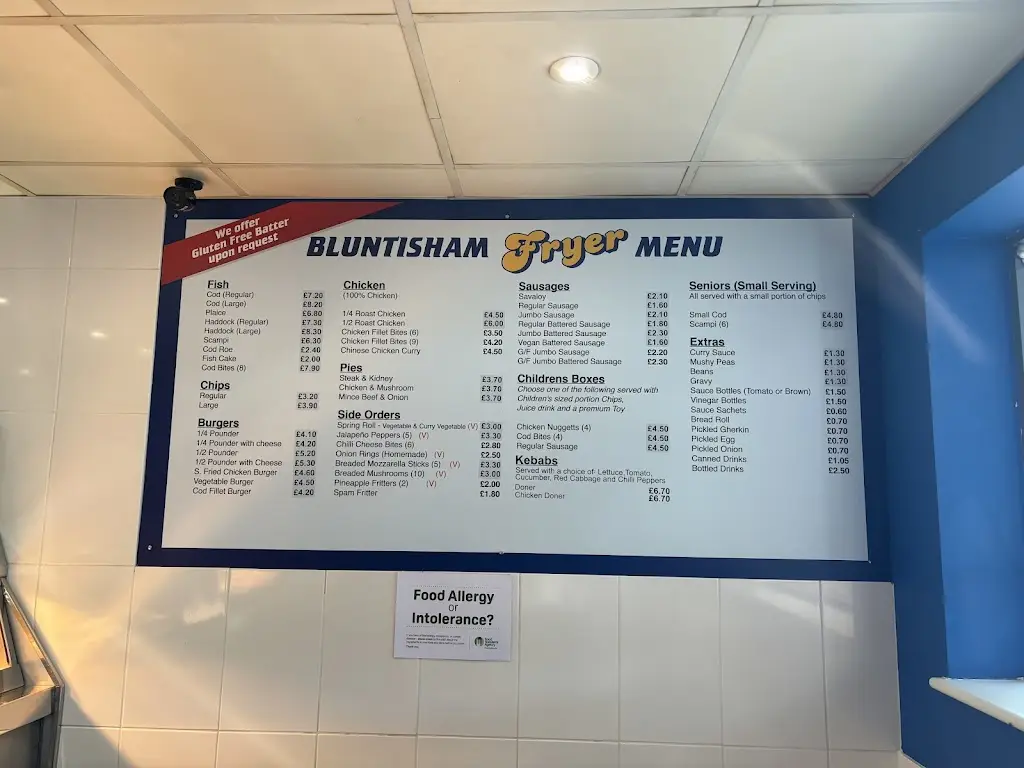 We offer
Gluten Free Batter
upon request
BLUNTISHAM Fryer MENU
Fish
Cod (Regular) £7.20
Cod (Large) £8.20
Plaice £6.80
Haddock (Regular) £7.30
Haddock (Large) £8.30
Scampi £6.30
Cod Roe £2.40
Fish Cake £2.00
Cod Bites (8) £7.90
Chips
Regular £3.20
Large £3.90
Burgers
1/4 Pounder £4.10
1/4 Pounder with cheese £4.20
1/2 Pounder £5.20
1/2 Pounder with Cheese £5.30
S. Fried Chicken Burger £4.60
Vegetable Burger £4.50
Cod Fillet Burger £4.20
Chicken
(100% Chicken)
1/4 Roast Chicken £4.50
1/2 Roast Chicken £6.00
Chicken Fillet Bites (6) £3.50
Chicken Fillet Bites (9) £4.20
Chinese Chicken Curry £4.50
Pies
Steak & Kidney £3.70
Chicken & Mushroom £3.70
Mince Beef & Onion £3.70
Side Orders
Spring Roll - Vegetable & Curry Vegetable (V) £3.00
Jalapeño Peppers (5) (V) £3.30
Chilli Cheese Bites (6) £2.80
Onion Rings (Homemade) (V) £2.50
Breaded Mozzarella Sticks (5) (V) £3.30
Breaded Mushrooms (10) (V) £3.00
Pineapple Fritters (2) (V) £2.00
Spam Fritter £1.80
Sausages
Savaloy £2.10
Regular Sausage £1.60
Jumbo Sausage £2.10
Regular Battered Sausage £1.80
Jumbo Battered Sausage £2.30
Vegan Battered Sausage £1.60
G/F Jumbo Sausage £2.20
G/F Jumbo Battered Sausage £2.30
Childrens Boxes
Choose one of the following served with
Children's sized portion Chips,
Juice drink and a premium Toy
Chicken Nuggets (4) £4.50
Cod Bites (4) £4.50
Regular Sausage £4.50
Kebabs
Served with a choice of: Lettuce,Tomato,
Cucumber, Red Cabbage and Chilli Peppers
Doner £6.70
Chicken Doner £6.70
Seniors (Small Serving)
All served with a small portion of chips
Small Cod £4.80
Scampi (6) £4.80
Extras
Curry Sauce £1.30
Mushy Peas £1.30
Beans £1.30
Gravy £1.30
Sauce Bottles (Tomato or Brown) £1.50
Vinegar Bottles £1.50
Sauce Sachets £0.60
Bread Roll £0.70
Pickled Gherkin £0.70
Pickled Egg £0.70
Pickled Onion £0.70
Canned Drinks £1.05
Bottled Drinks £2.50
Food Allergy
or
Intolerance?